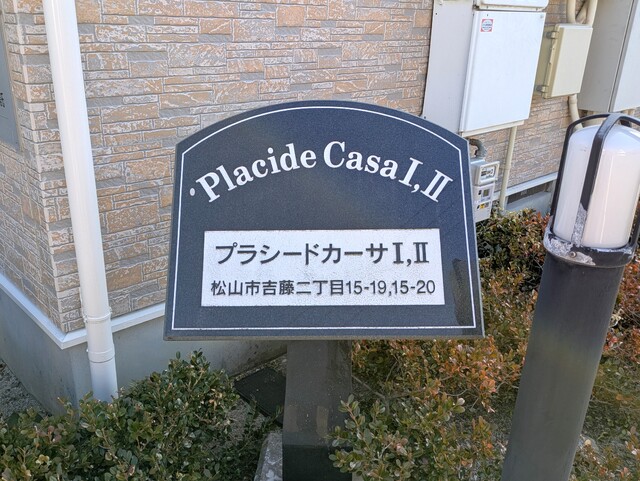 Placide Casa I, II
プラシードカーサ I, II
松山市吉藤二丁目15-19,15-20